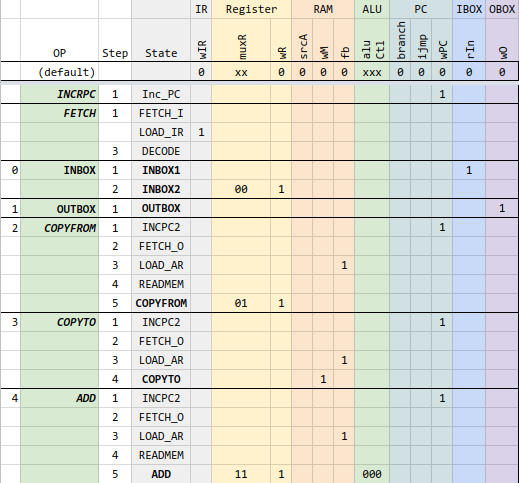 IR Register RAM ALU PC IBOX OBOX
OP Step State wIR muxR wR srcA wM fb alu Ctl branch ijmp wPC rIn wO
(default) 0 xx 0 0 0 0 xxx 0 0 0 0 0
INCRPC 1 Inc_PC 1
FETCH 1 FETCH_I
LOAD_IR 1
3 DECODE
0 INBOX 1 INBOX1 1
2 INBOX2 00 1
1 OUTBOX 1 OUTBOX 1
2 COPYFROM 1 INCPC2 1
2 FETCH_O
3 LOAD_AR 1
4 READMEM
5 COPYFROM 01 1
3 COPYTO 1 INCPC2 1
2 FETCH_O
3 LOAD_AR 1
4 COPYTO 1
4 ADD 1 INCPC2 1
2 FETCH_O
3 LOAD_AR 1
4 READMEM
5 ADD 11 1 000